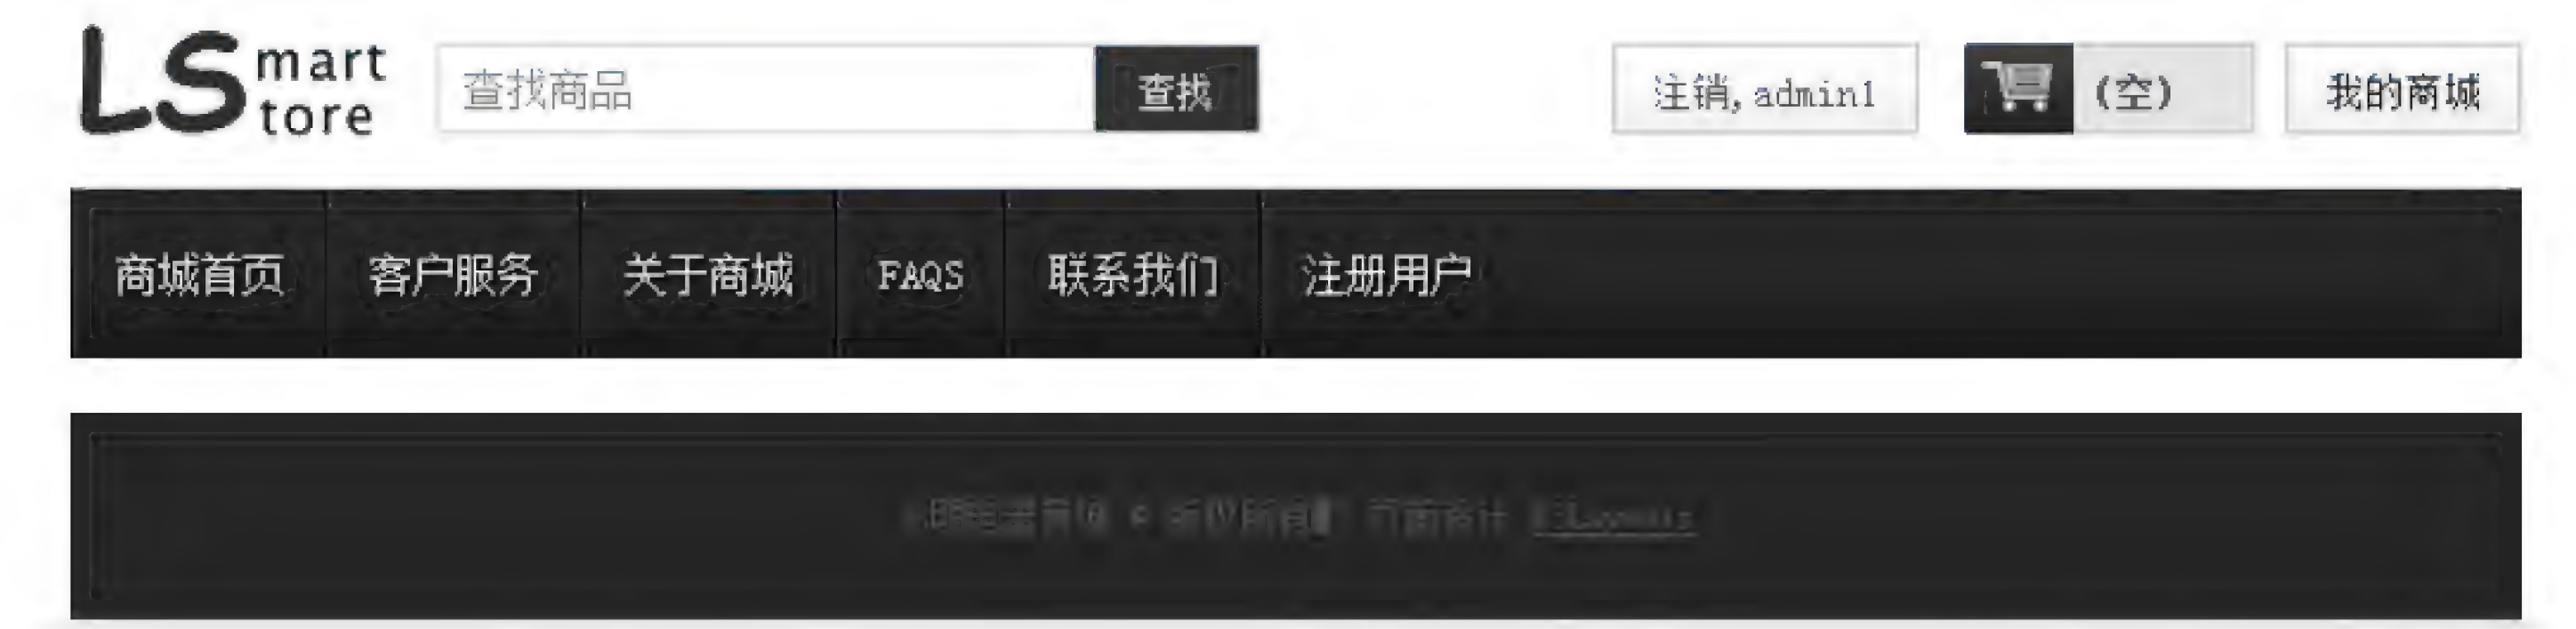 LS mart tore
查找商品 查找 注销, admin1 (空) 我的商城
商城首页 客户服务 关于商城 FAQS 联系我们 注册用户